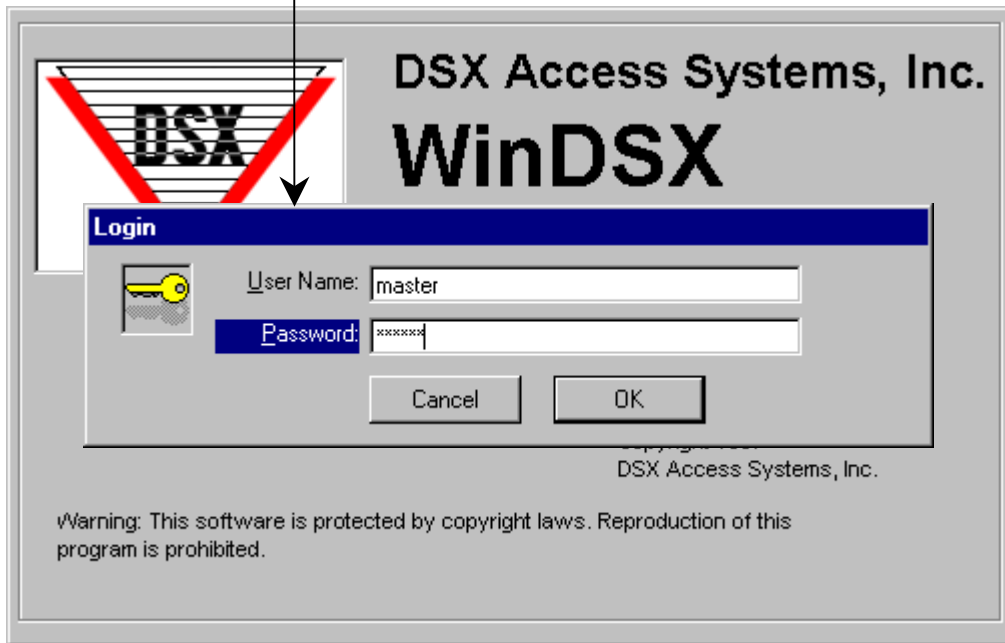 DSX Access Systems, Inc.
DSX
WinDSX
Login
User Name: master
Password: ******
Cancel OK
DSX Access Systems, Inc.
Warning: This software is protected by copyright laws. Reproduction of this
program is prohibited.